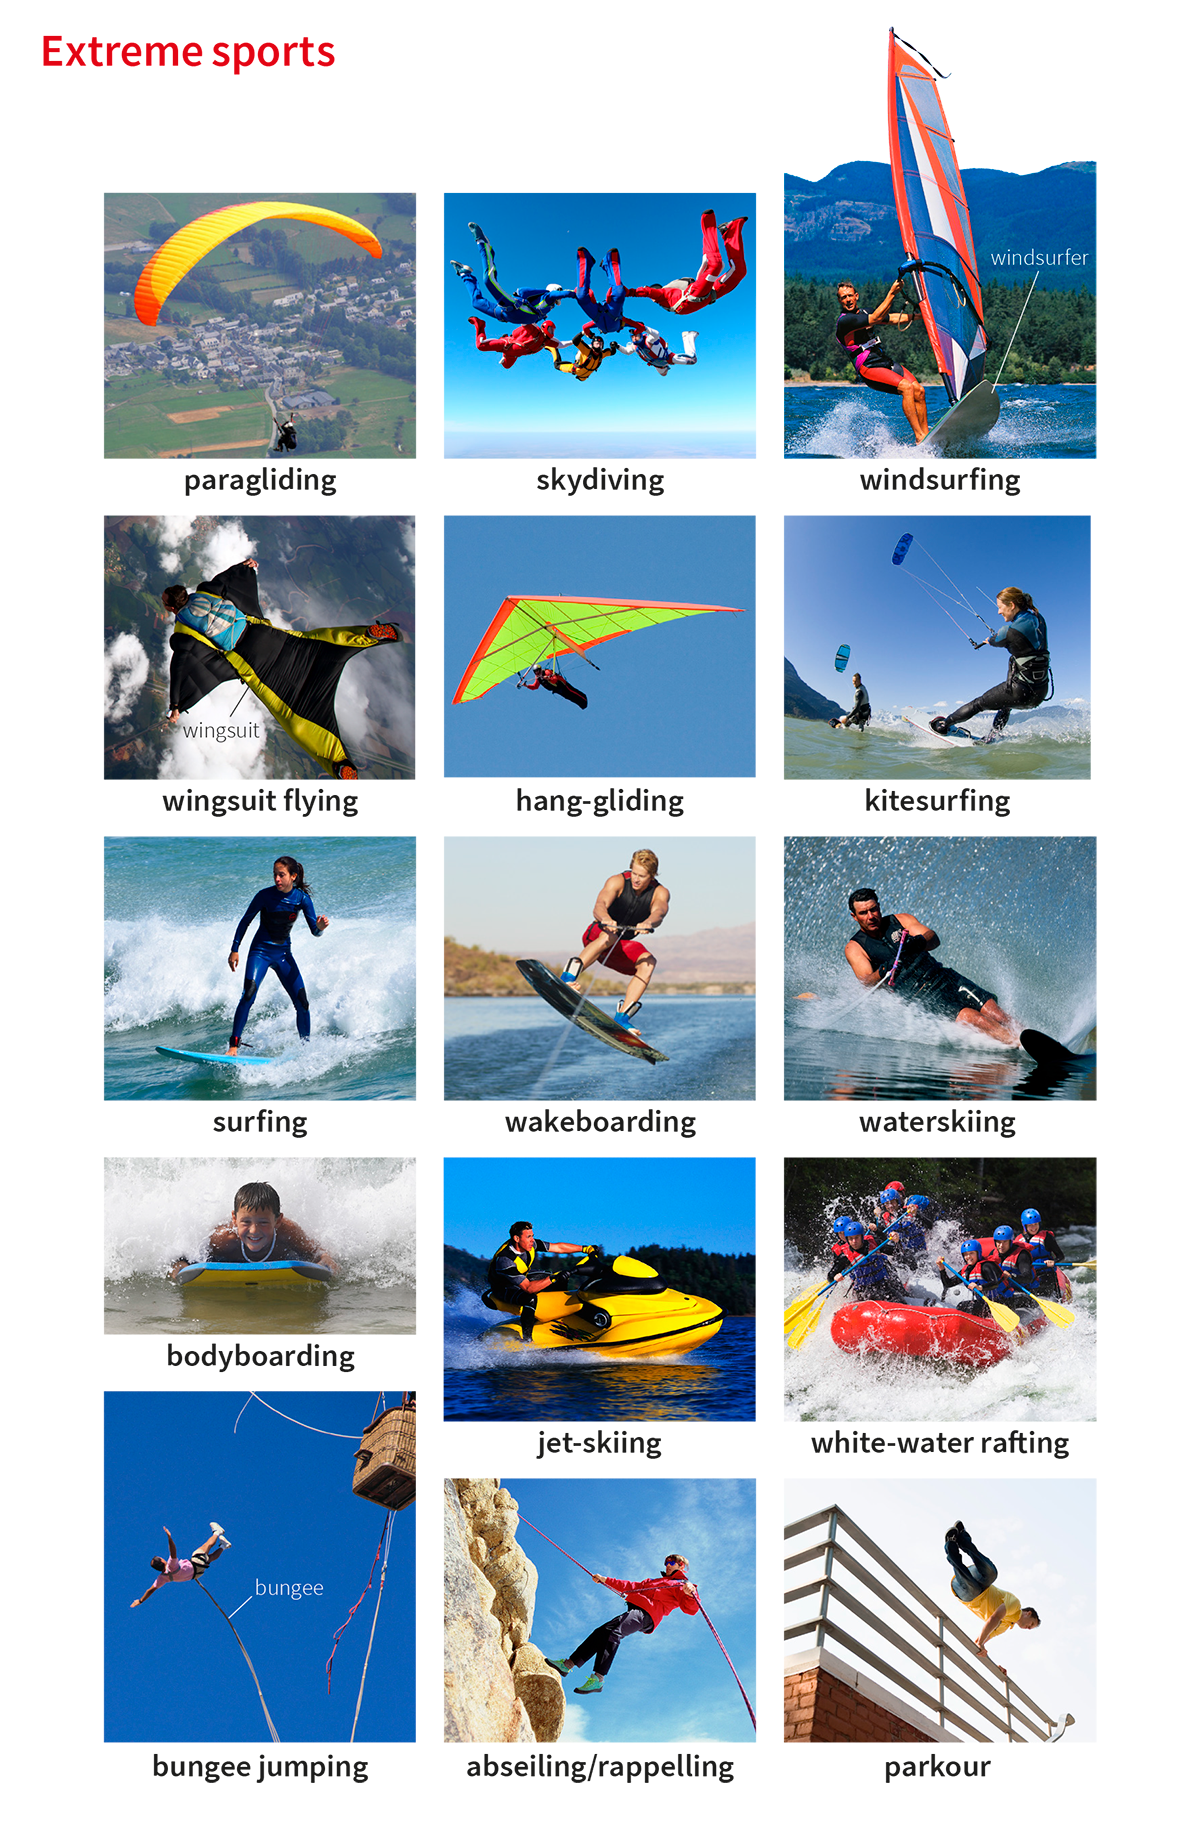 Extreme sports
windsurfer
paragliding
skydiving
windsurfing
wingsuit
wingsuit flying
hang-gliding
kitesurfing
surfing
wakeboarding
waterskiing
bodyboarding
jet-skiing
white-water rafting
bungee
bungee jumping
abseiling/rappelling
parkour